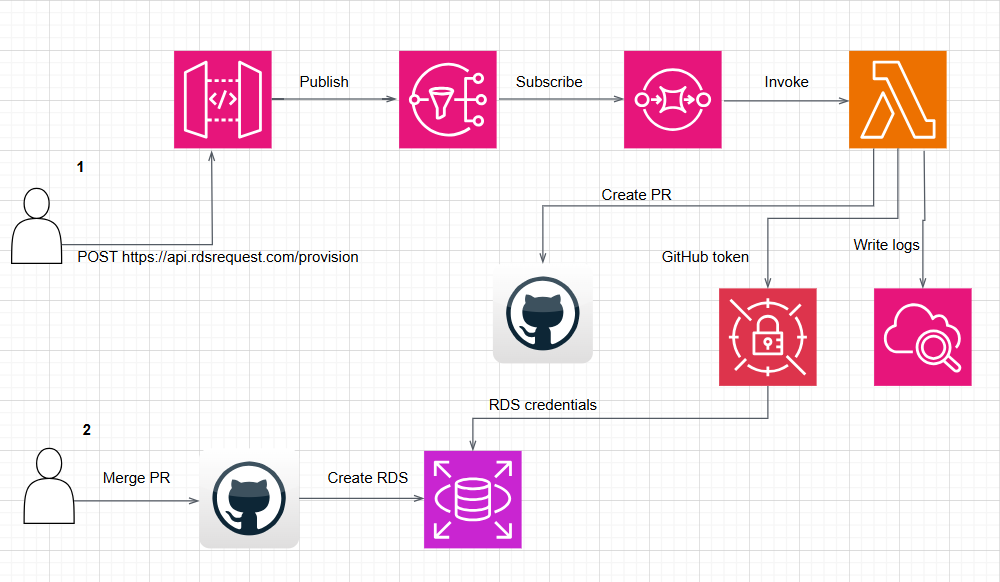 Publish
Subscribe
Invoke
</>
1
Create PR
POST https://api.rdsrequest.com/provision
GitHub token
Write logs
RDS credentials
2
Merge PR
Create RDS